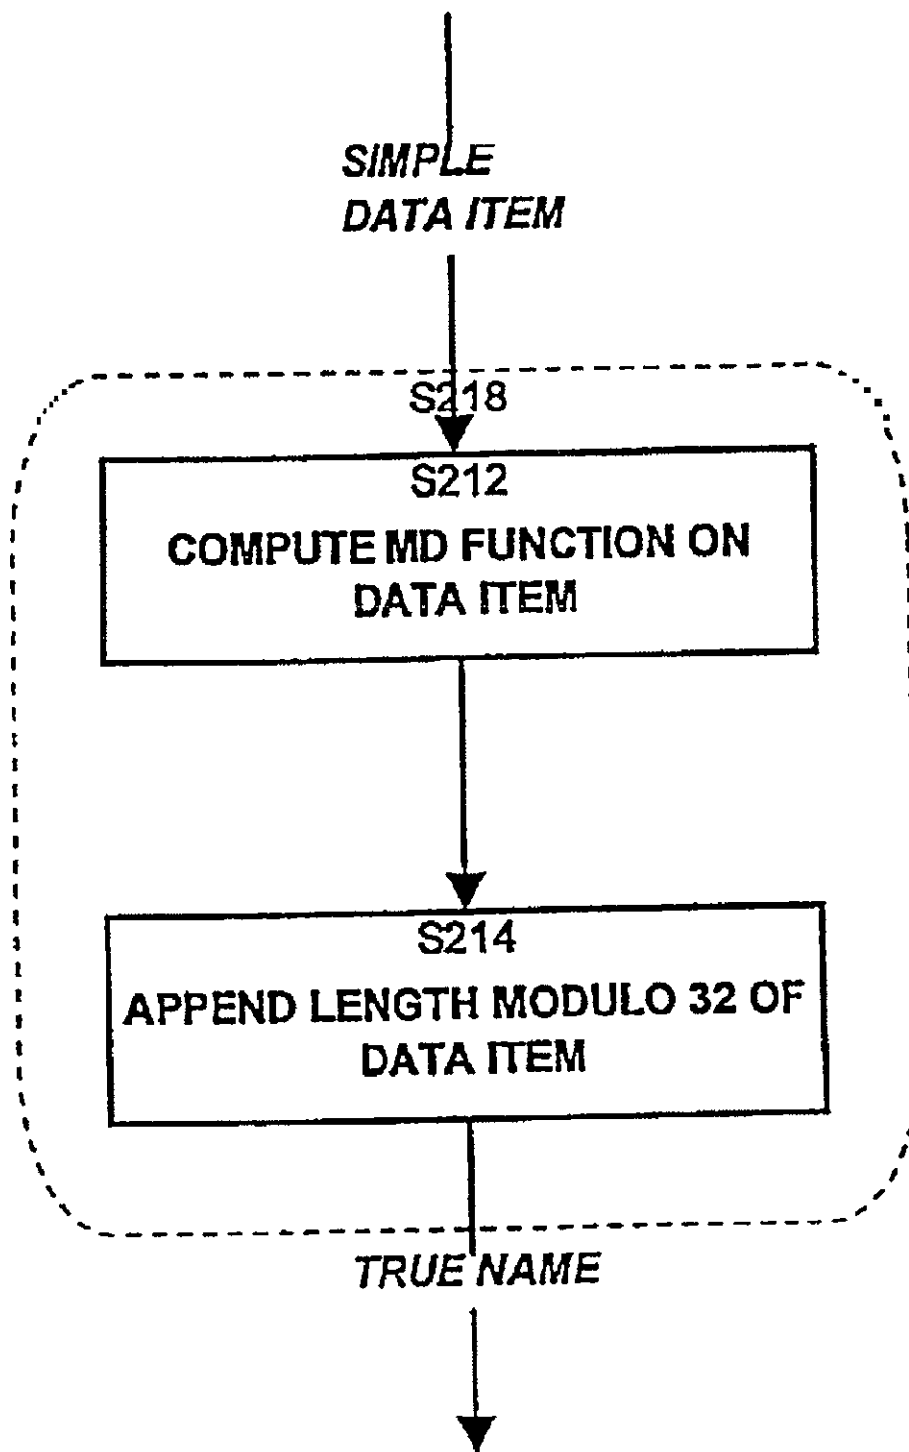 SIMPLE
DATA ITEM
S218
S212
COMPUTE MD FUNCTION ON
DATA ITEM
S214
APPEND LENGTH MODULO 32 OF
DATA ITEM
TRUE NAME